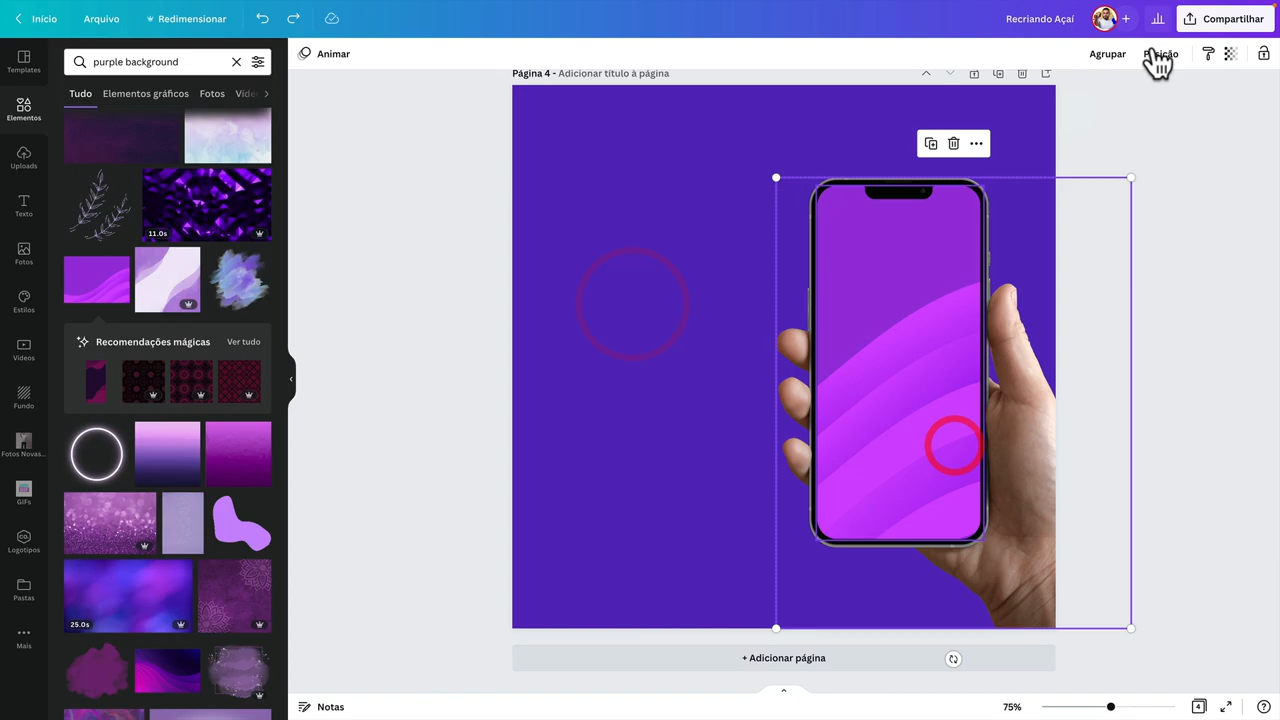 Início
Arquivo
Redimensionar
Recriando Açaí
Compartilhar
Templates
Elementos
Uploads
Texto
Fotos
Estilos
Vídeos
Fundo
Fotos Novas...
GIFs
Logotipos
Pastas
Mais
purple background
Tudo
Elementos gráficos
Fotos
11.0s
Recomendações mágicas
Ver tudo
25.0s
Animar
Agrupar
Página 4 - Adicionar título à página
+ Adicionar página
Notas
75%
4